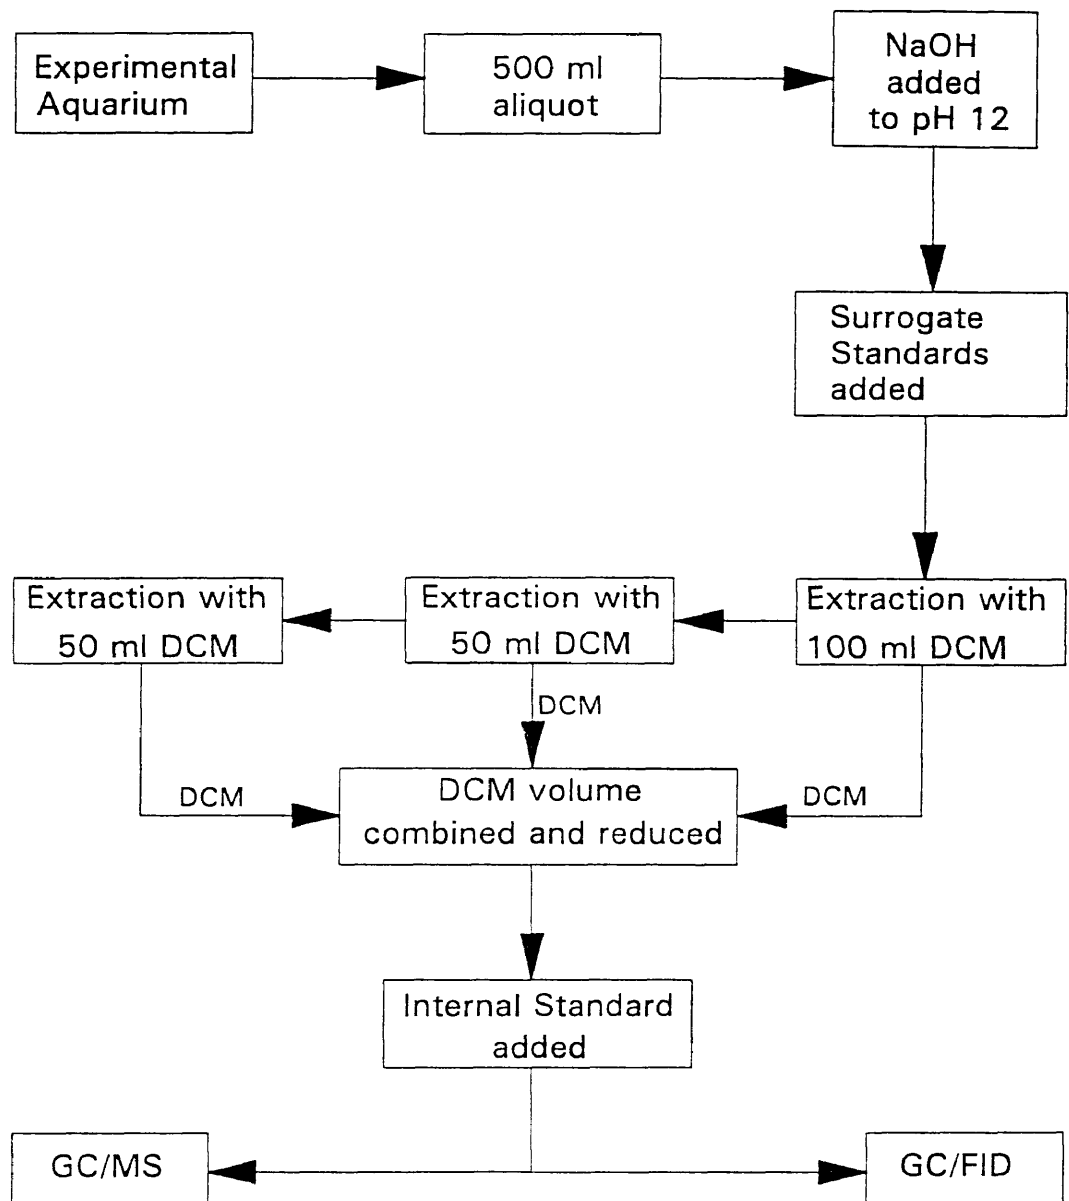 Experimental
Aquarium
500 ml
aliquot
NaOH
added
to pH 12
Surrogate
Standards
added
Extraction with
50 ml DCM
Extraction with
50 ml DCM
Extraction with
100 ml DCM
DCM
DCM
DCM
DCM volume
combined and reduced
Internal Standard
added
GC/MS
GC/FID